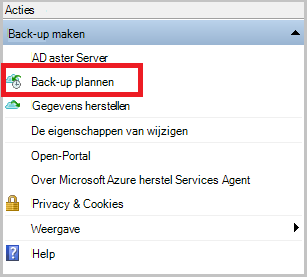 Acties
Back-up maken
AD aster Server
Back-up plannen
Gegevens herstellen
De eigenschappen van wijzigen
Open-Portal
Over Microsoft Azure herstel Services Agent
Privacy & Cookies
Weergave
Help